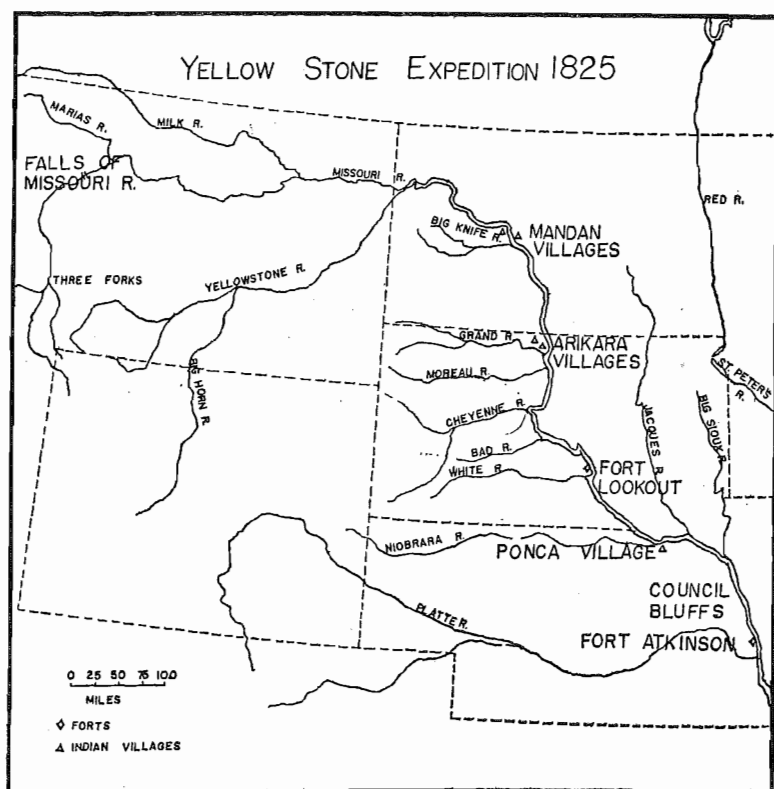 YELLOW STONE EXPEDITION 1825
MARIAS R.
MILK R.
FALLS OF
MISSOURI R.
MISSOURI R.
RED R.
BIG KNIFE R.
MANDAN
VILLAGES
THREE FORKS
YELLOWSTONE R.
GRAND R.
ARIKARA
VILLAGES
ST. PETER'S
R.
MOREAU R.
BIG HORN R.
CHEYENNE R.
JACQUES R.
BIG SIOUX R.
BAD R.
WHITE R.
FORT
LOOKOUT
NIOBRARA R.
PONCA VILLAGE
PLATTE R.
COUNCIL
BLUFFS
FORT ATKINSON
0 25 50 75 100
MILES
FORTS
INDIAN VILLAGES